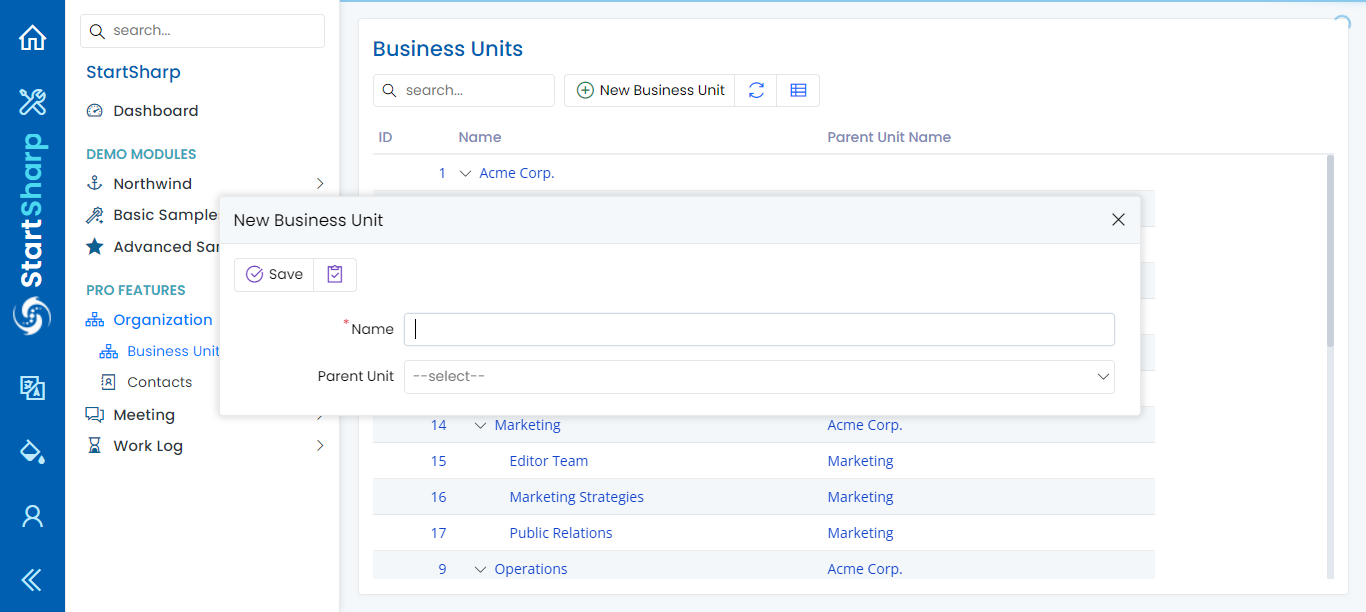 StartSharp
search...
StartSharp
Dashboard
DEMO MODULES
Northwind
Basic Sample
Advanced Sa
PRO FEATURES
Organization
Business Unit
Contacts
Meeting
Work Log
Business Units
search...
New Business Unit
ID Name Parent Unit Name
1 Acme Corp.
New Business Unit
Save
*Name
Parent Unit --select--
14 Marketing Acme Corp.
15 Editor Team Marketing
16 Marketing Strategies Marketing
17 Public Relations Marketing
9 Operations Acme Corp.